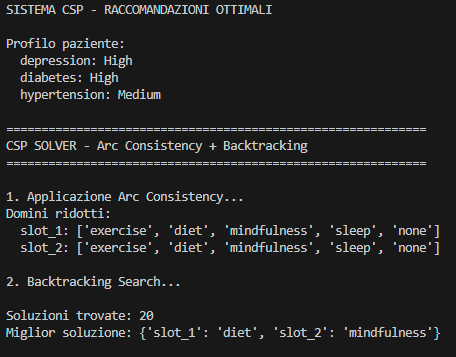 SISTEMA CSP - RACCOMANDAZIONI OTTIMALI
Profilo paziente:
depression: High
diabetes: High
hypertension: Medium
============================================================
CSP SOLVER - Arc Consistency + Backtracking
============================================================
1. Applicazione Arc Consistency...
Domini ridotti:
slot_1: ['exercise', 'diet', 'mindfulness', 'sleep', 'none']
slot_2: ['exercise', 'diet', 'mindfulness', 'sleep', 'none']
2. Backtracking Search...
Soluzioni trovate: 20
Miglior soluzione: {'slot_1': 'diet', 'slot_2': 'mindfulness'}